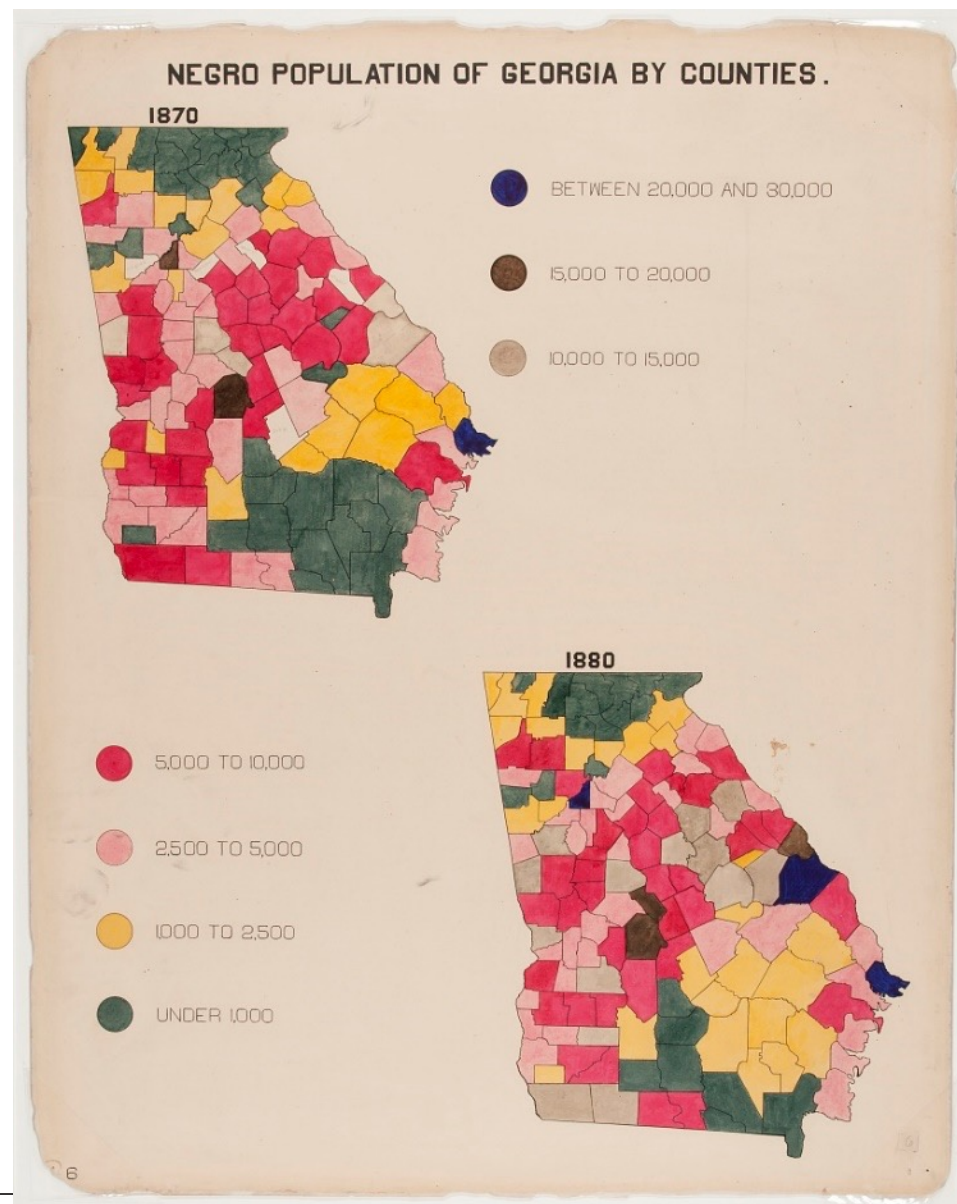 NEGRO POPULATION OF GEORGIA BY COUNTIES.
1870
BETWEEN 20,000 AND 30,000
15,000 TO 20,000
10,000 TO 15,000
1880
5,000 TO 10,000
2,500 TO 5,000
1,000 TO 2,500
UNDER 1,000
6